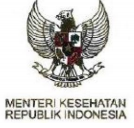 MENTERI KESEHATAN
REPUBLIK INDONESIA